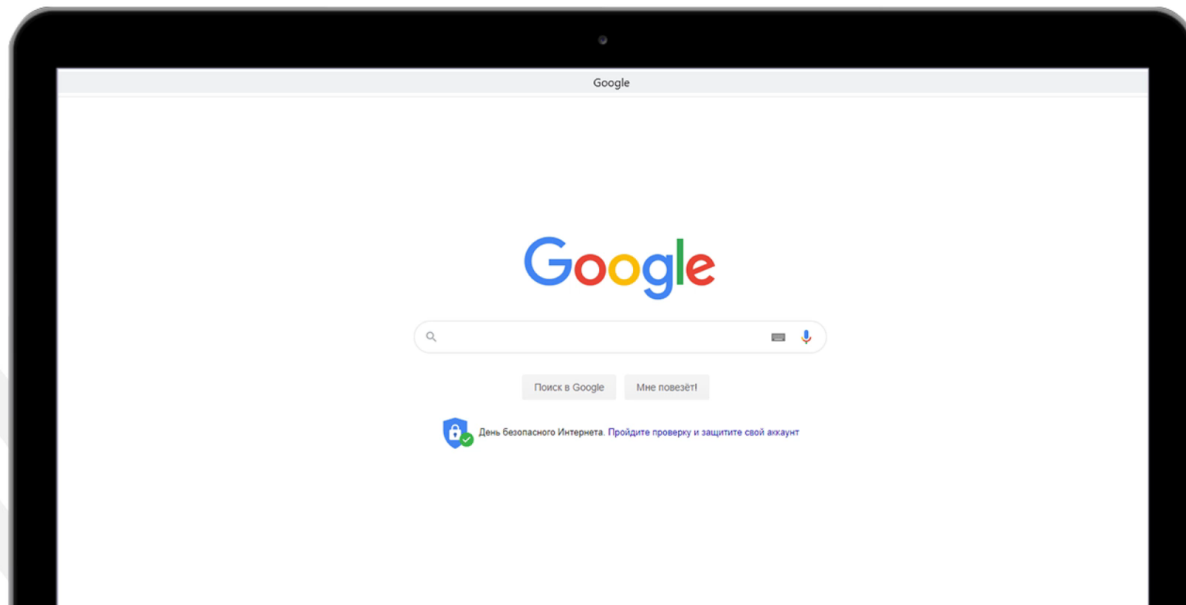 Google
Google
Поиск в Google
Мне повезёт!
День безопасного Интернета. Пройдите проверку и защитите свой аккаунт